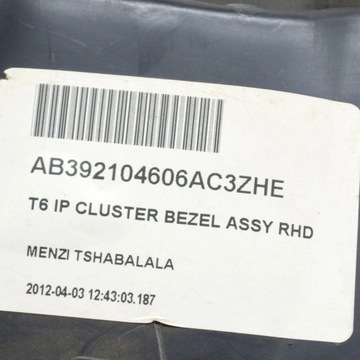 AB392104606AC3ZHE
T6 IP CLUSTER BEZEL ASSY RHD
MENZI TSHABALALA
2012-04-03 12:43:03.187